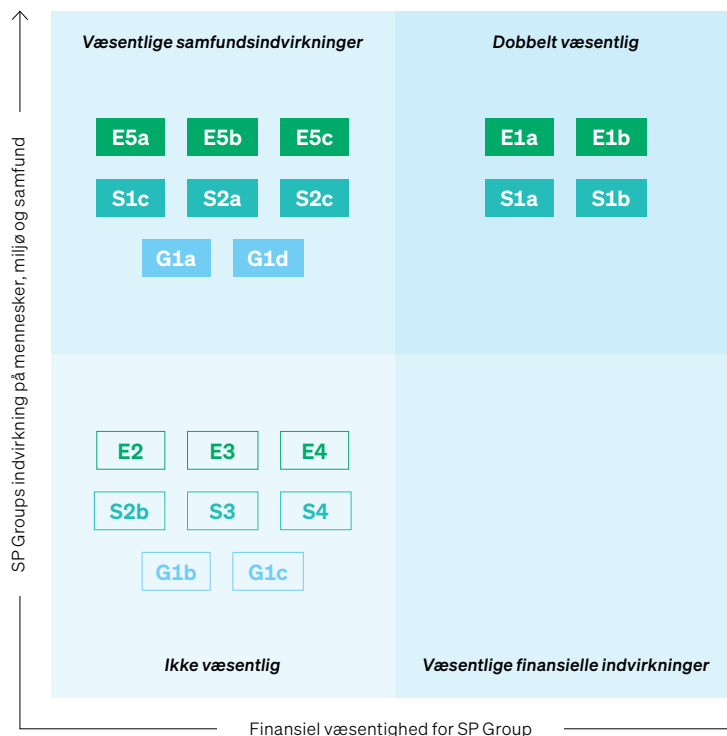 Væsentlige samfundsindvirkninger
Dobbelt væsentlig
E5a E5b E5c
E1a E1b
S1c S2a S2c
S1a S1b
G1a G1d
E2 E3 E4
S2b S3 S4
G1b G1c
Ikke væsentlig
Væsentlige finansielle indvirkninger
SP Groups indvirkning på mennesker, miljø og samfund
Finansiel væsentighed for SP Group